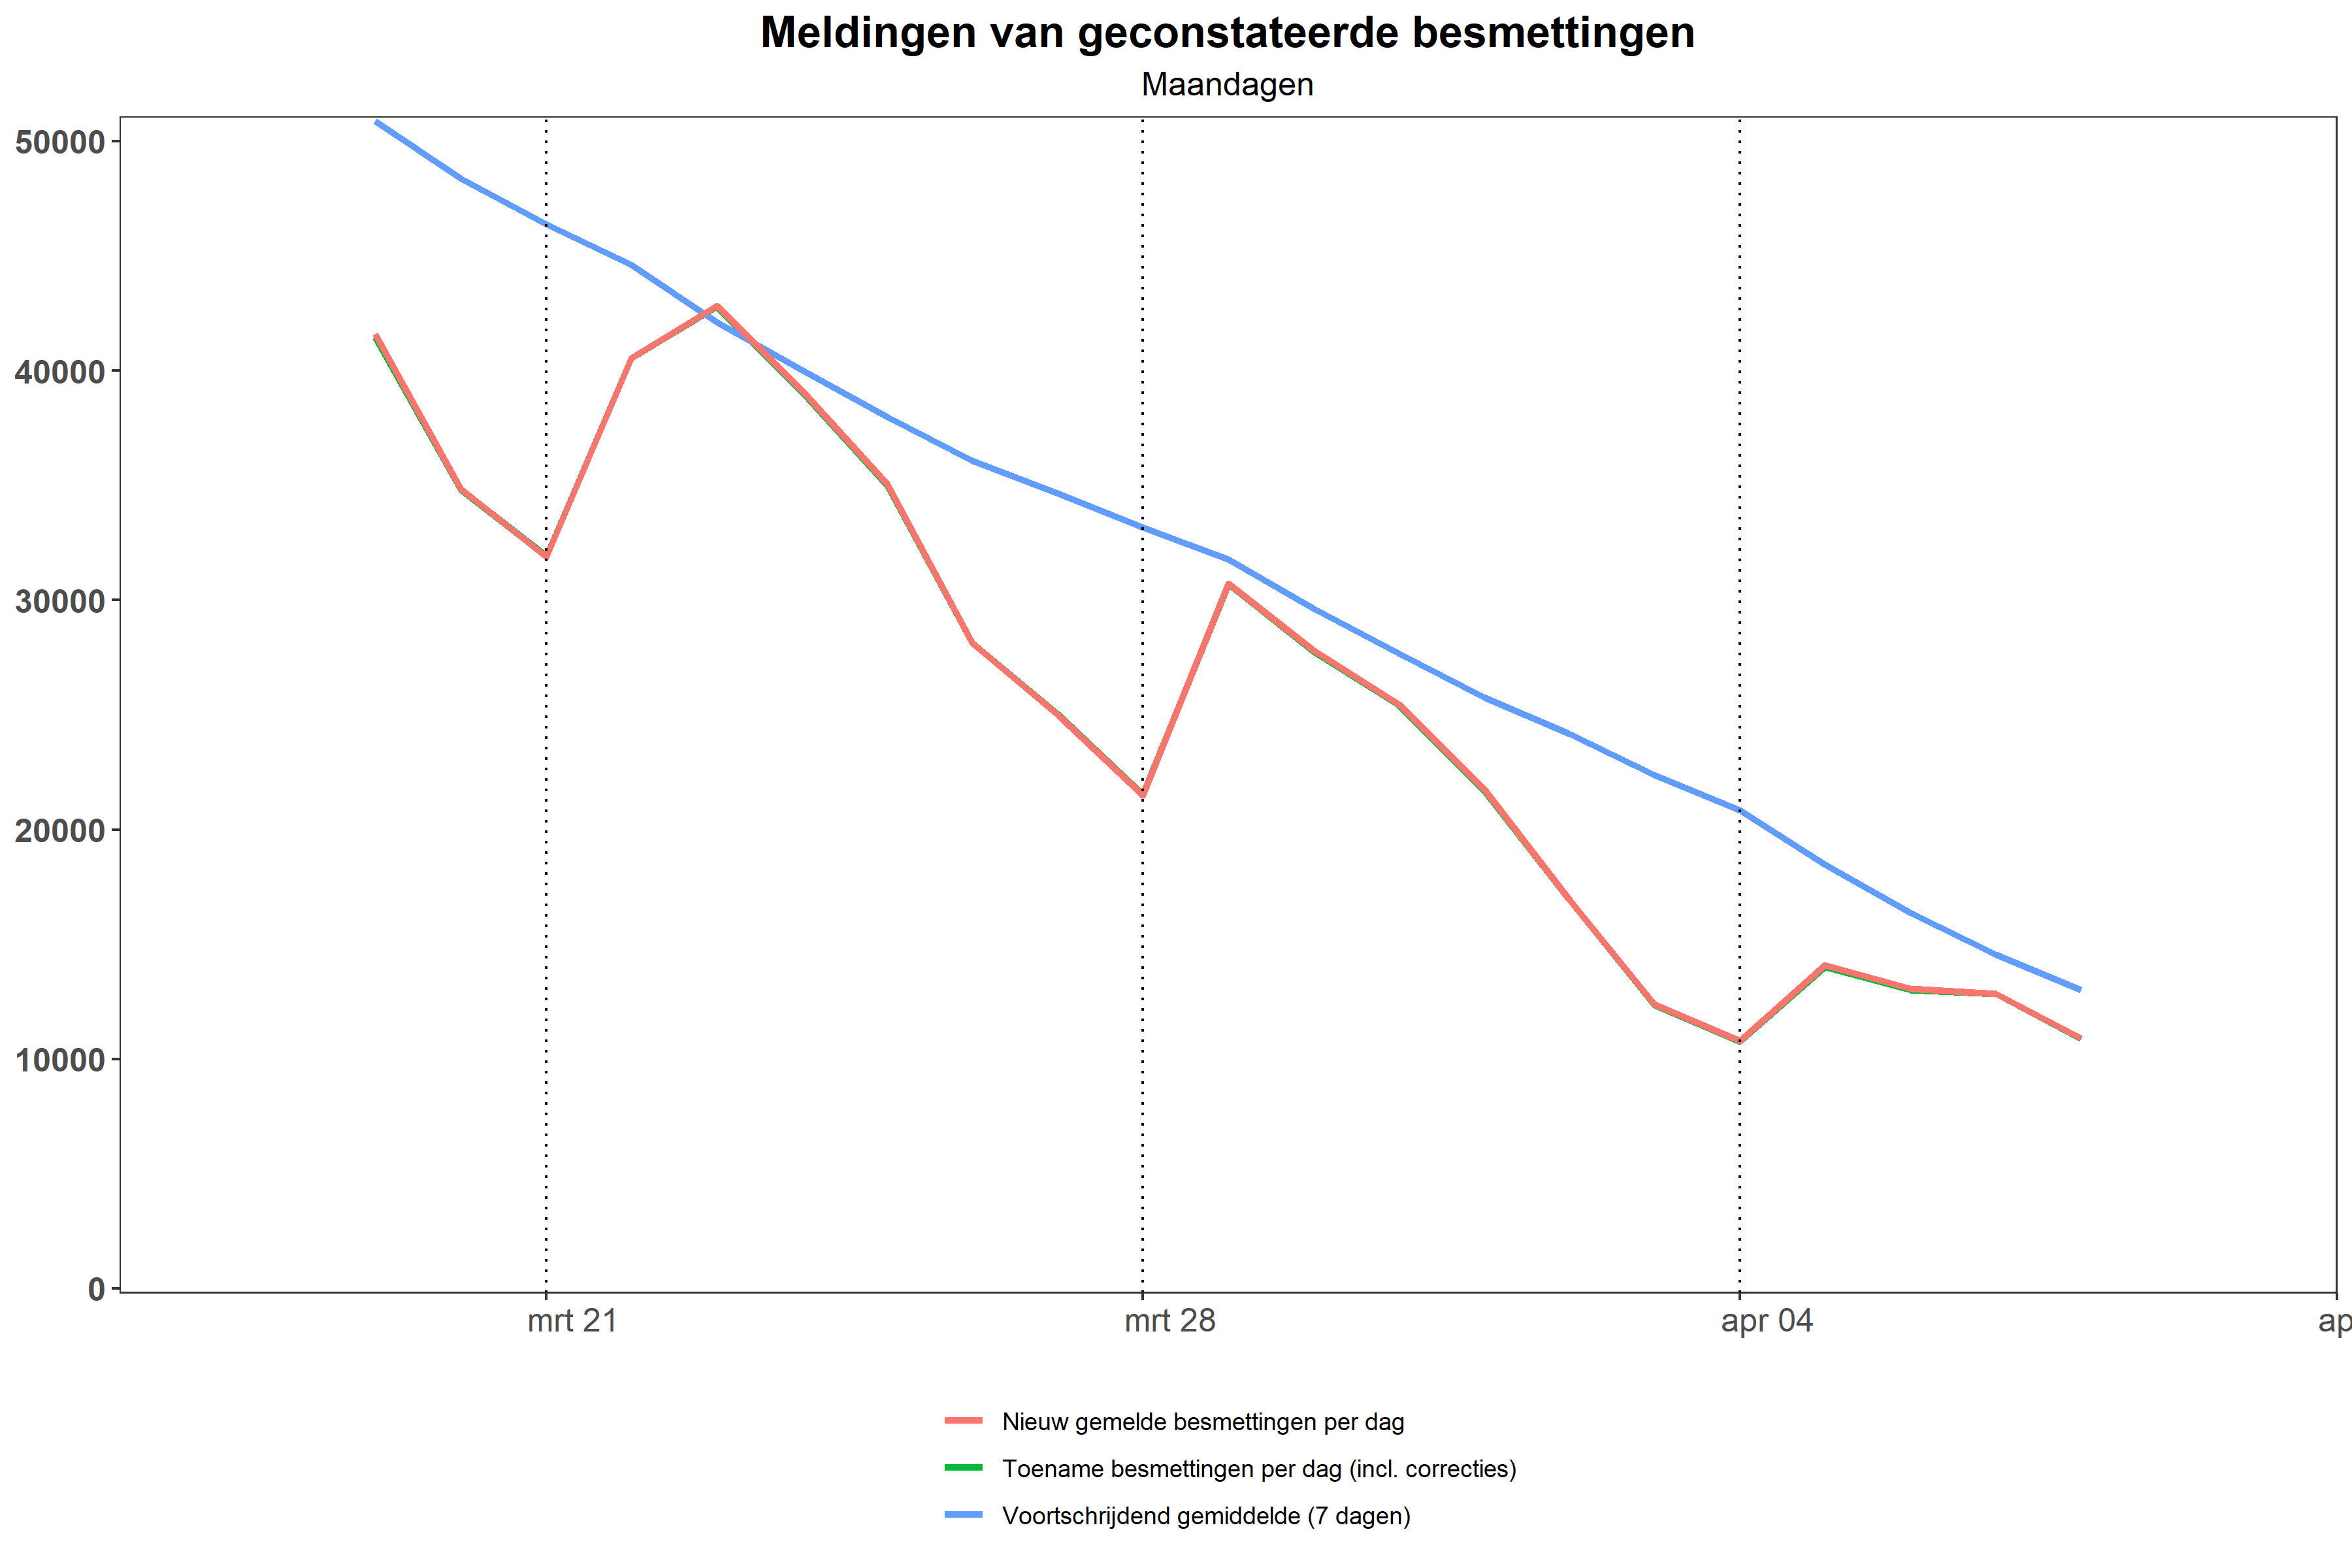 Meldingen van geconstateerde besmettingen
Maandagen
50000
40000
30000
20000
10000
0
mrt 21 mrt 28 apr 04 ap
Nieuw gemelde besmettingen per dag
Toename besmettingen per dag (incl. correcties)
Voortschrijdend gemiddelde (7 dagen)